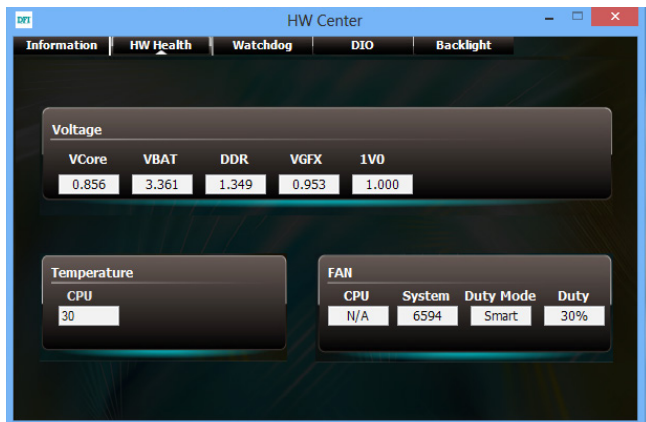 DFI HW Center
Information HW Health Watchdog DIO Backlight
Voltage
VCore VBAT DDR VGFX 1V0
0.856 3.361 1.349 0.953 1.000
Temperature
CPU
30
FAN
CPU System Duty Mode Duty
N/A 6594 Smart 30%